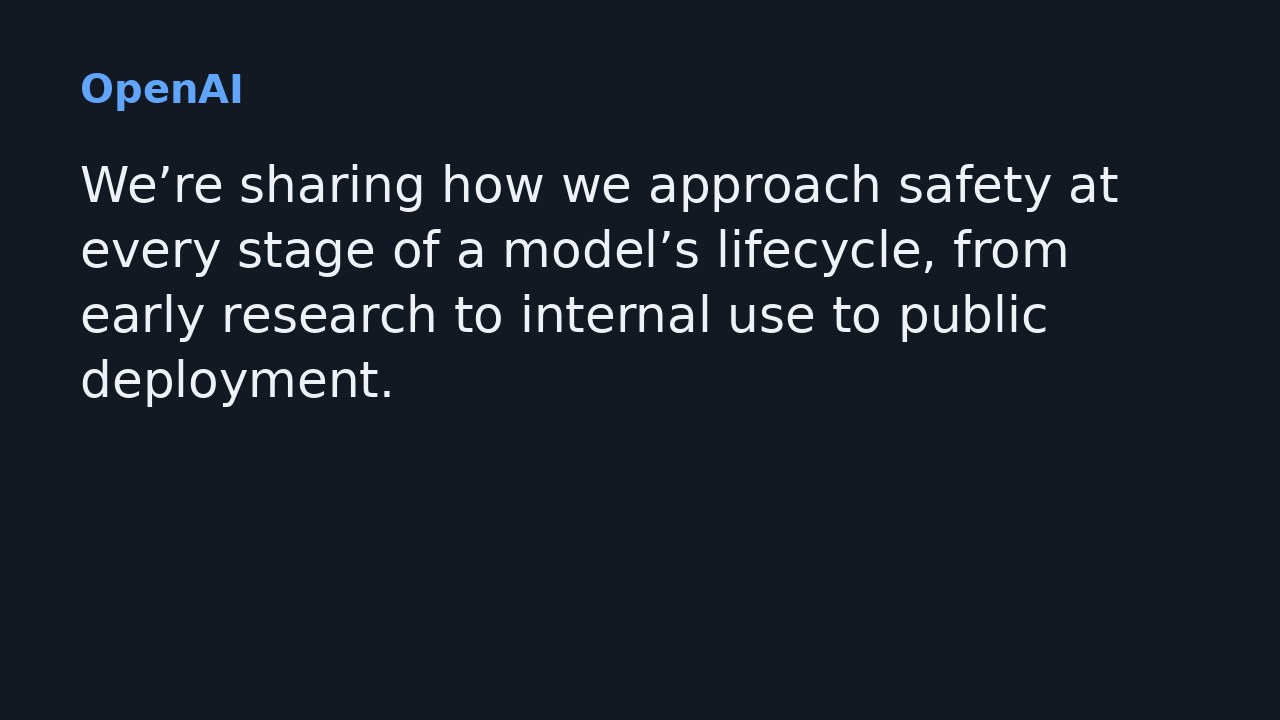 OpenAI
We’re sharing how we approach safety at
every stage of a model’s lifecycle, from
early research to internal use to public
deployment.